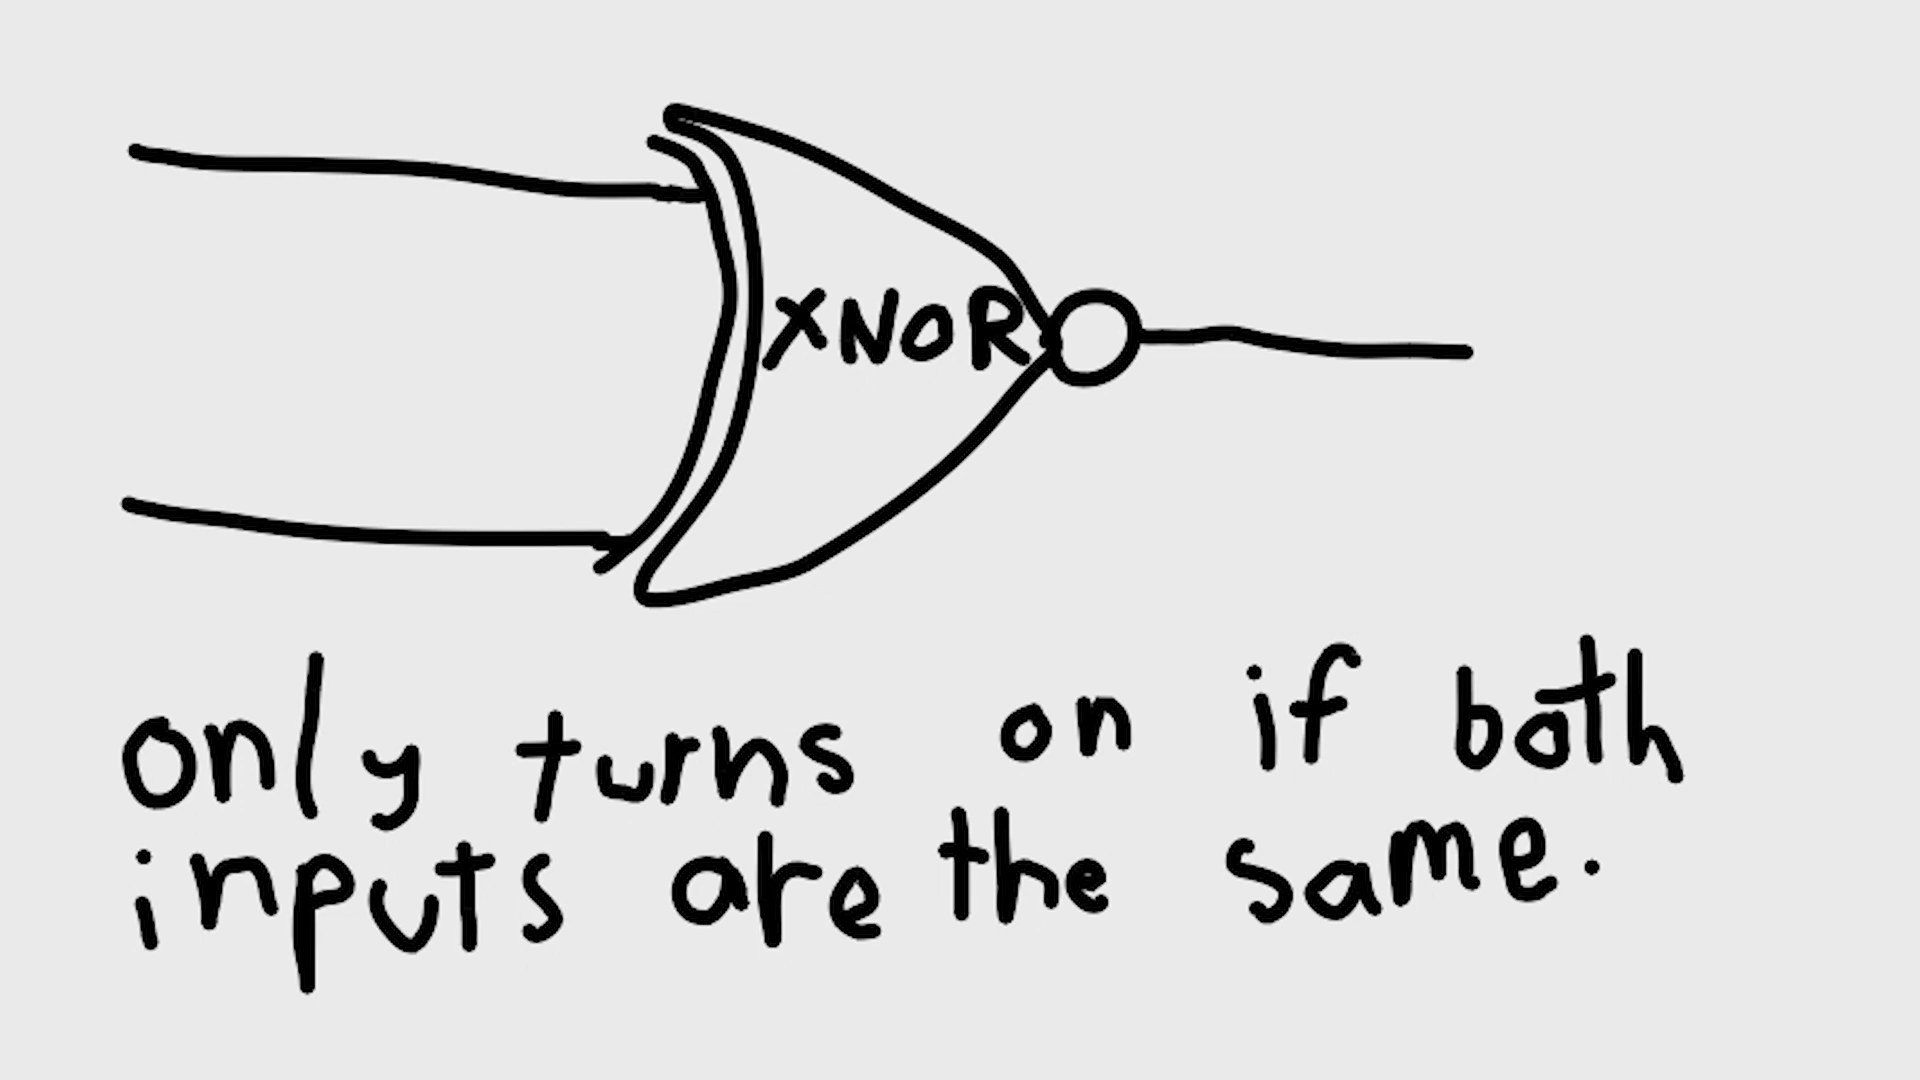 XNOR
only turns on if both
inputs are the same.